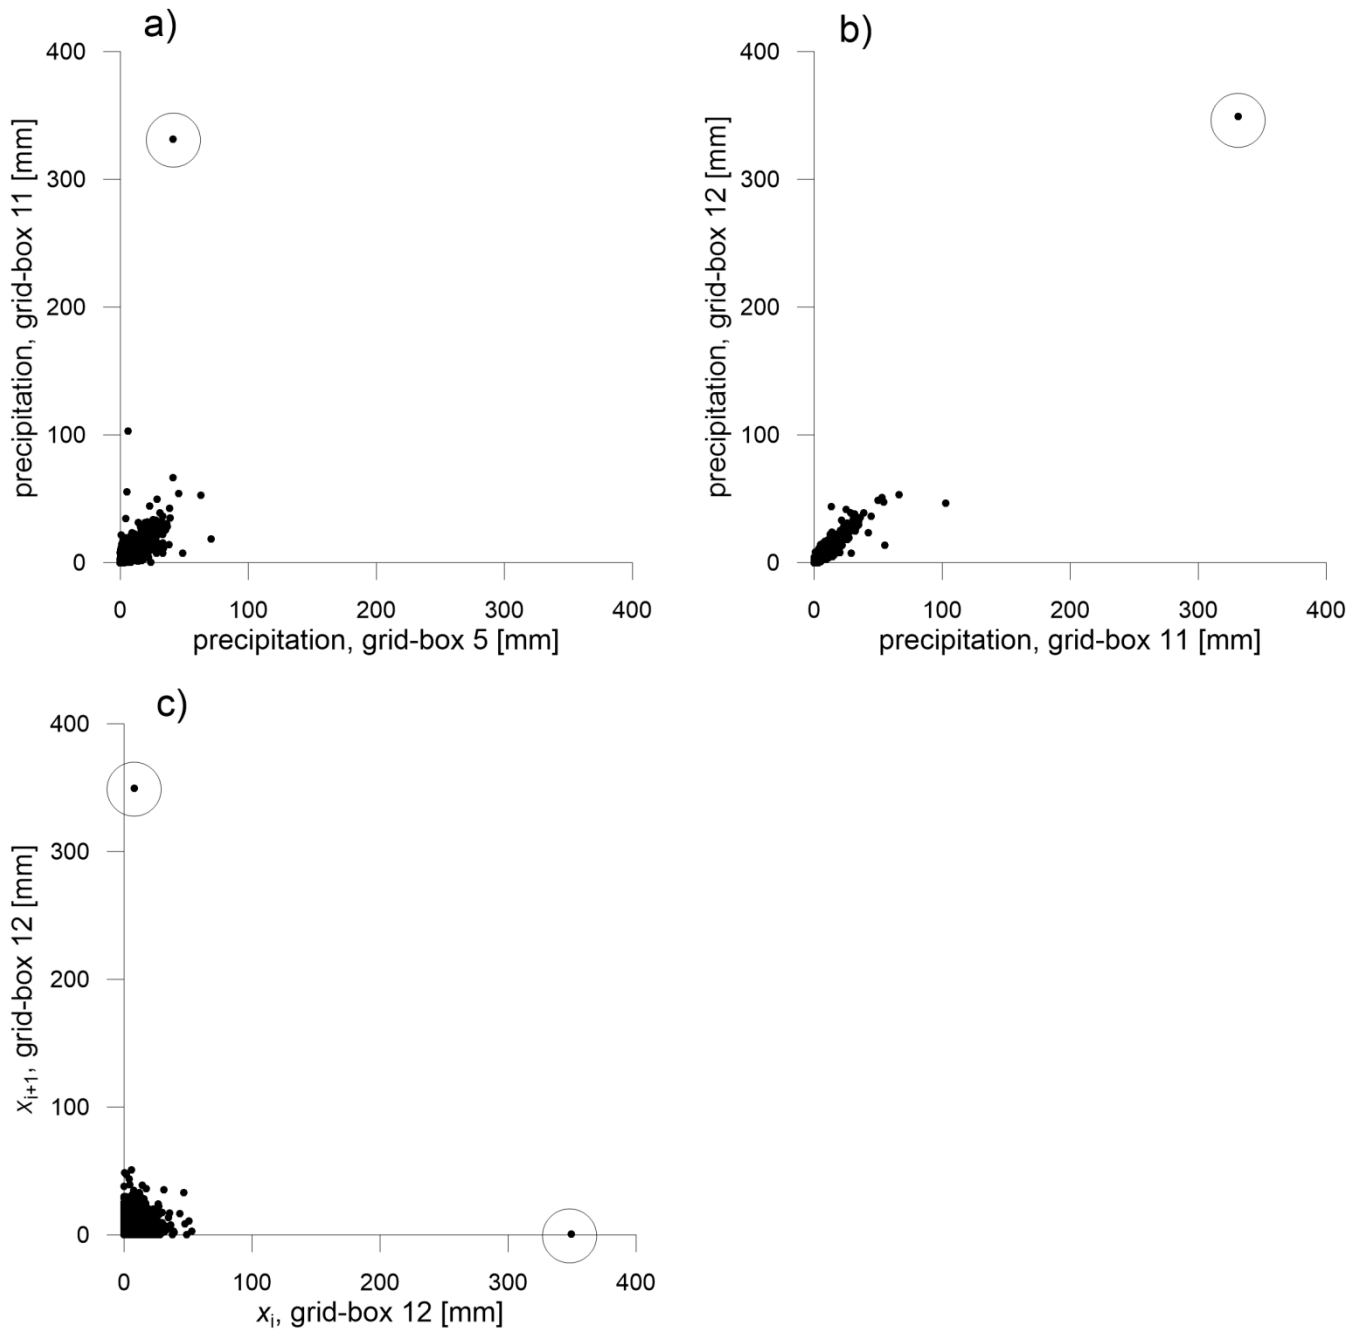 a)
400
300
200
100
0
precipitation, grid-box 11 [mm]
0 100 200 300 400
precipitation, grid-box 5 [mm]
b)
400
300
200
100
0
precipitation, grid-box 12 [mm]
0 100 200 300 400
precipitation, grid-box 11 [mm]
c)
400
300
200
100
0
xi+1, grid-box 12 [mm]
0 100 200 300 400
xi, grid-box 12 [mm]